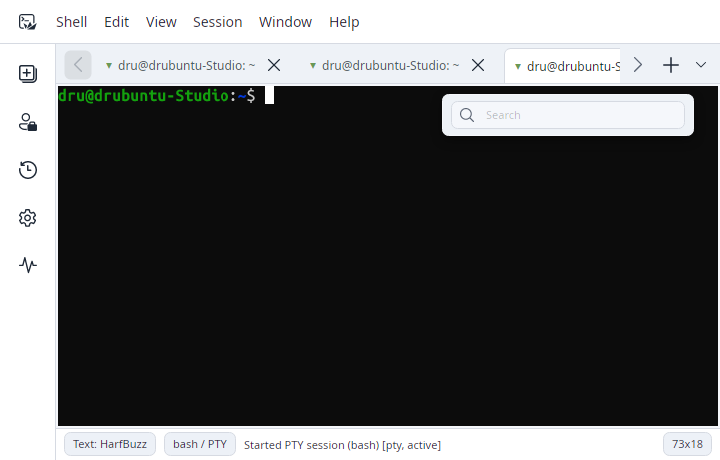 Shell Edit View Session Window Help
dru@drubuntu-Studio: ~ dru@drubuntu-Studio: ~ dru@drubuntu-S
dru@drubuntu-Studio:~$
Search
Text: HarfBuzz bash / PTY Started PTY session (bash) [pty, active] 73x18